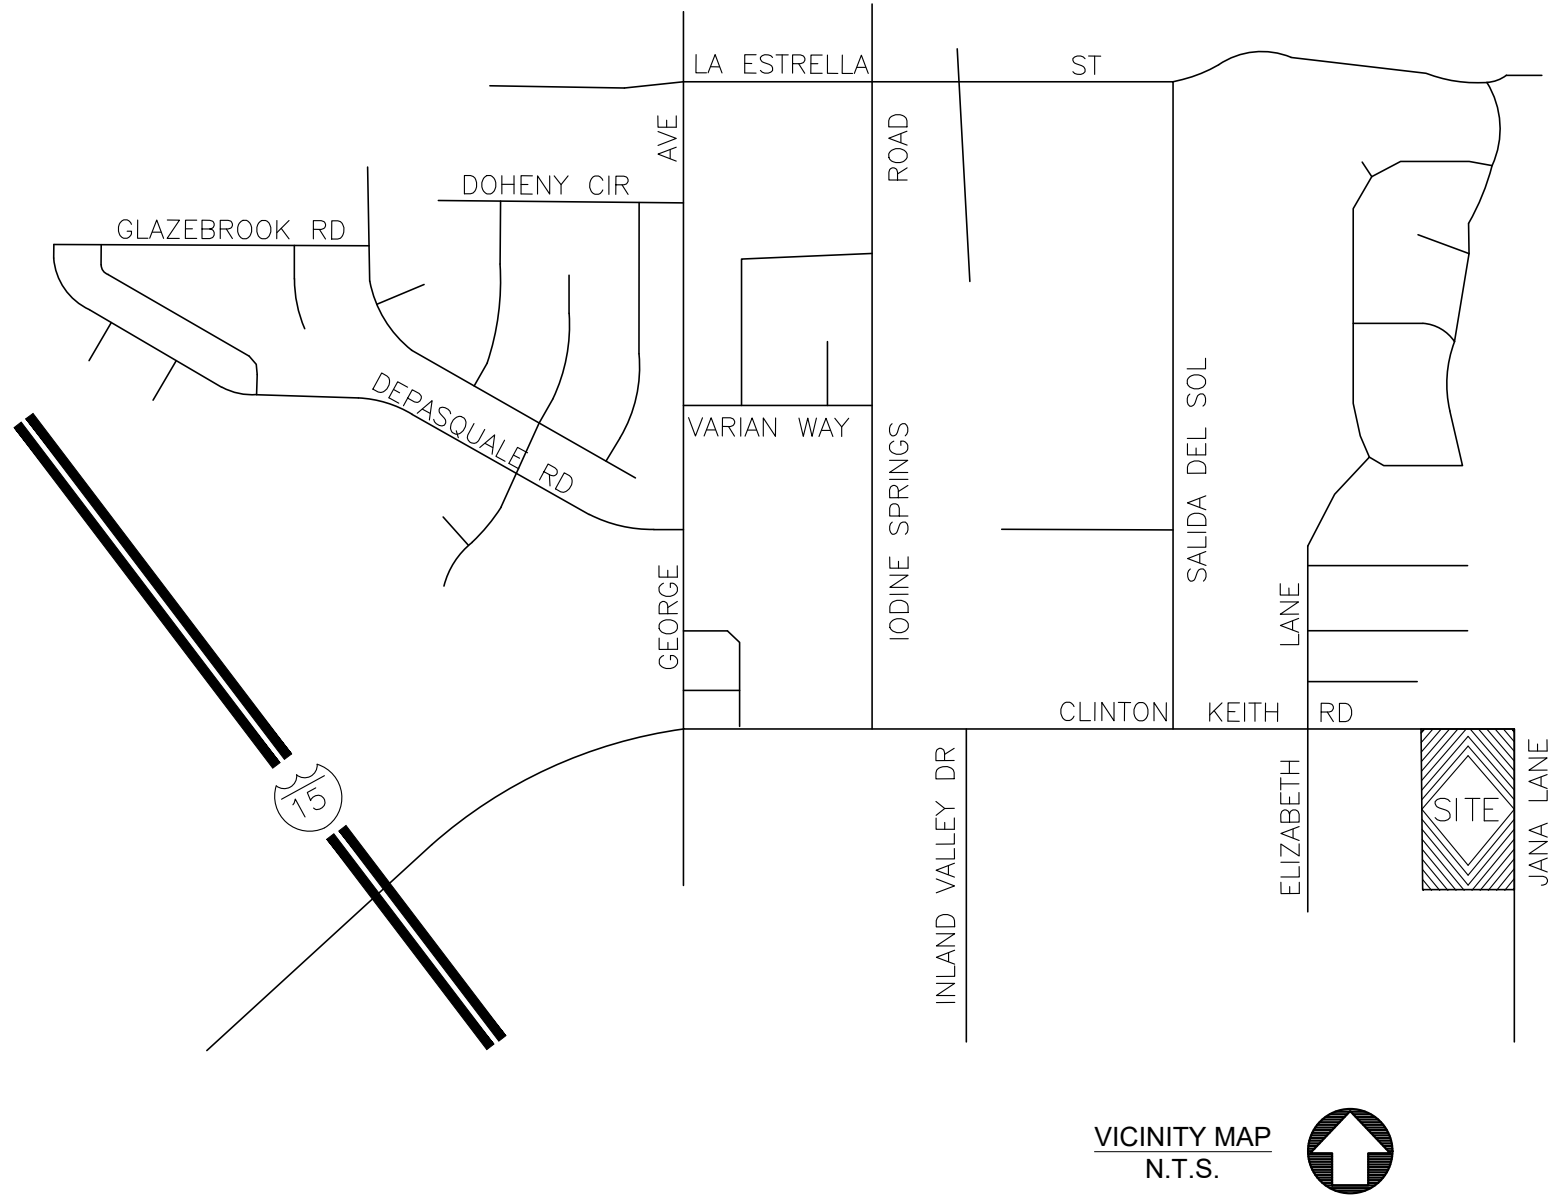 LA ESTRELLA ST
AVE
ROAD
DOHENY CIR
GLAZEBROOK RD
DEPASQUALE RD
VARIAN WAY
IODINE SPRINGS
SALIDA DEL SOL
GEORGE
LANE
CLINTON KEITH RD
15
INLAND VALLEY DR
ELIZABETH
SITE
JANA LANE
VICINITY MAP
N.T.S.